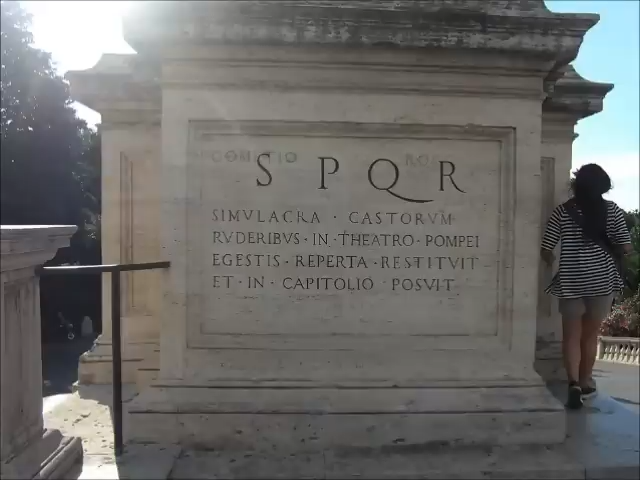 S P Q R
SIMVLACRA · CASTORVM
RVDERIBVS · IN · THEATRO · POMPEI
EGESTIS · REPERTA · RESTITVIT
ET · IN · CAPITOLIO POSVIT